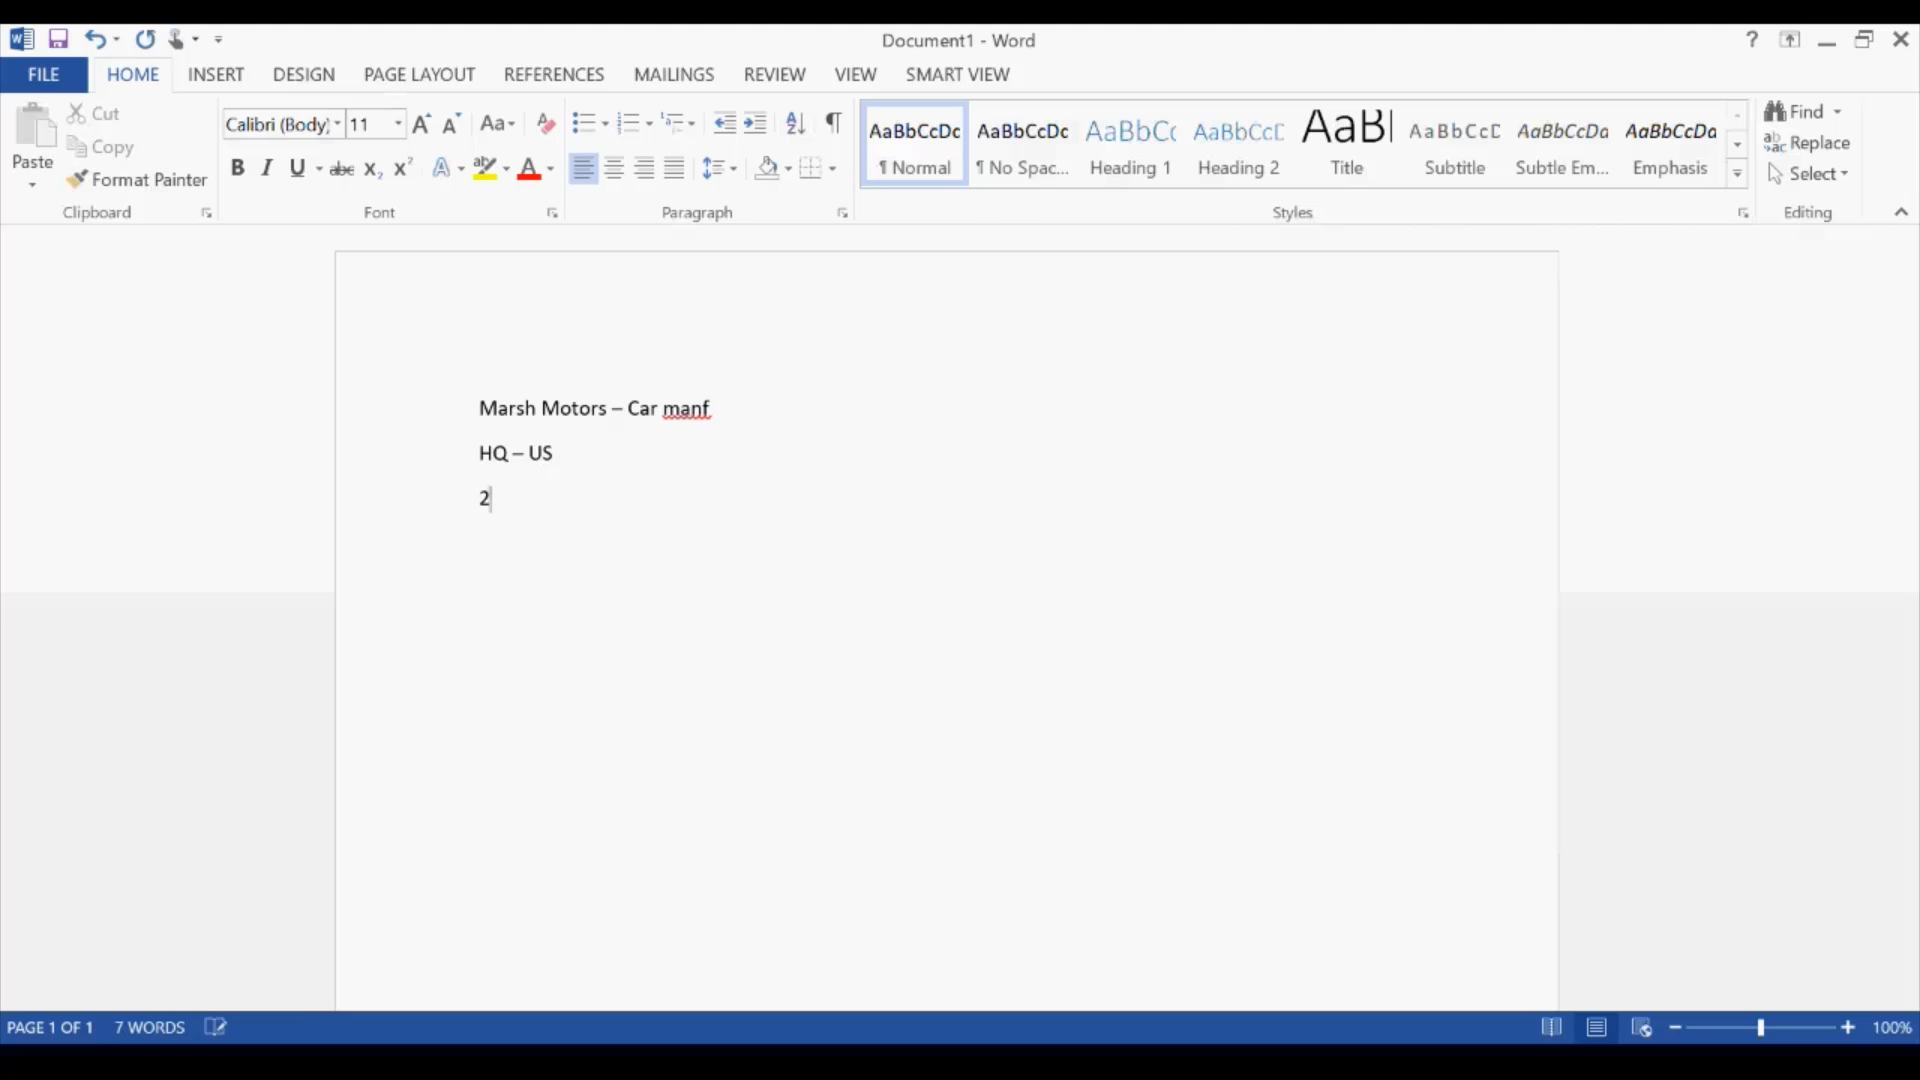 Document1 - Word
FILE HOME INSERT DESIGN PAGE LAYOUT REFERENCES MAILINGS REVIEW VIEW SMART VIEW
Paste
Cut
Copy
Format Painter
Clipboard
Calibri (Body) 11
Font
Paragraph
AaBbCcDc AaBbCcDc AaBbCc AaBbCcD AaBl AaBbCcD AaBbCcDa AaBbCcDa
¶ Normal ¶ No Spac... Heading 1 Heading 2 Title Subtitle Subtle Em... Emphasis
Styles
Find
Replace
Select
Editing
Marsh Motors – Car manf
HQ – US
2
PAGE 1 OF 1 7 WORDS 100%